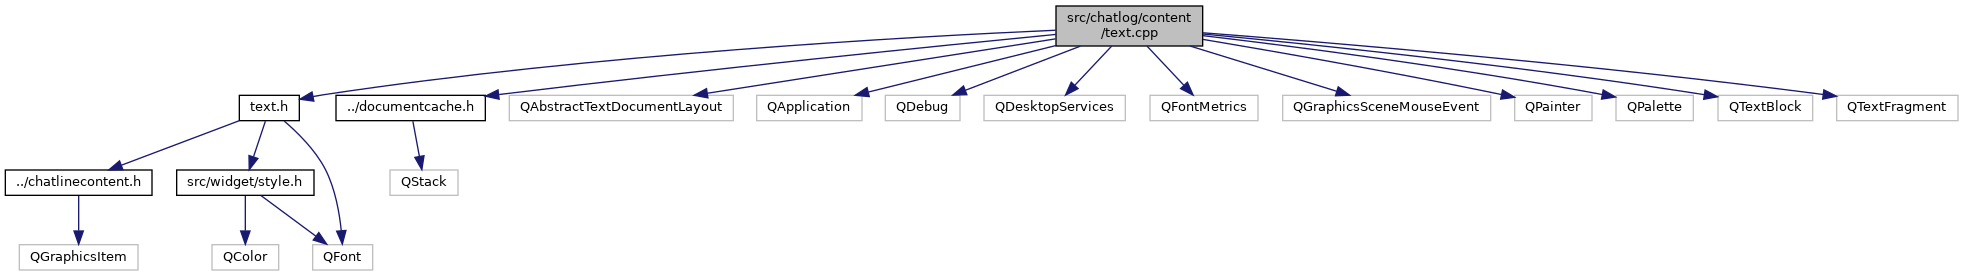 src/chatlog/content
/text.cpp
text.h
../documentcache.h
QAbstractTextDocumentLayout
QApplication
QDebug
QDesktopServices
QFontMetrics
QGraphicsSceneMouseEvent
QPainter
QPalette
QTextBlock
QTextFragment
../chatlinecontent.h
src/widget/style.h
QStack
QGraphicsItem
QColor
QFont